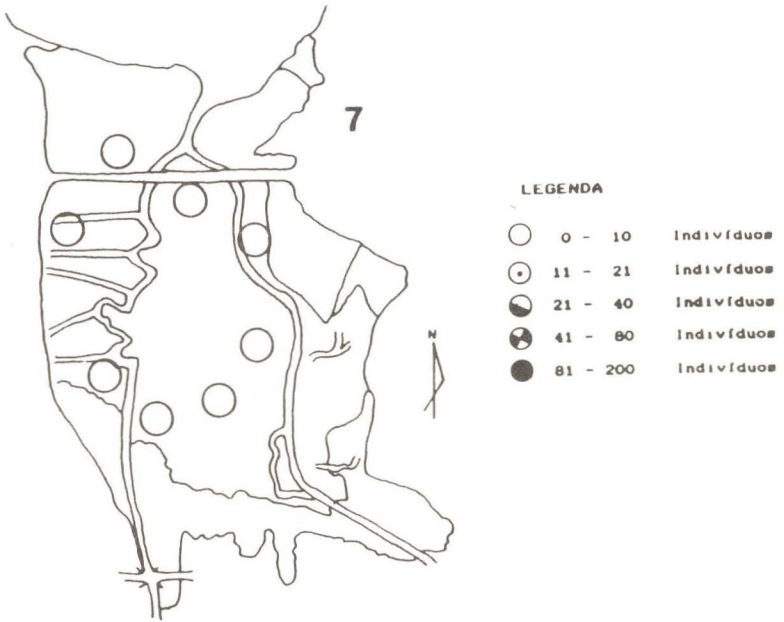 7
LEGENDA
0 - 10 Indivíduos
11 - 21 Indivíduos
21 - 40 Indivíduos
41 - 80 Indivíduos
81 - 200 Indivíduos
N